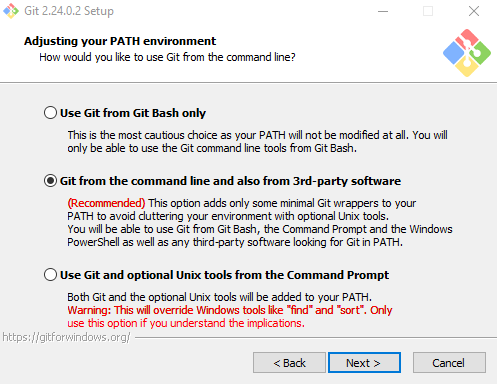 Git 2.24.0.2 Setup
Adjusting your PATH environment
How would you like to use Git from the command line?
Use Git from Git Bash only
This is the most cautious choice as your PATH will not be modified at all. You will
only be able to use the Git command line tools from Git Bash.
Git from the command line and also from 3rd-party software
(Recommended) This option adds only some minimal Git wrappers to your
PATH to avoid cluttering your environment with optional Unix tools.
You will be able to use Git from Git Bash, the Command Prompt and the Windows
PowerShell as well as any third-party software looking for Git in PATH.
Use Git and optional Unix tools from the Command Prompt
Both Git and the optional Unix tools will be added to your PATH.
Warning: This will override Windows tools like "find" and "sort". Only
use this option if you understand the implications.
https://gitforwindows.org/
< Back
Next >
Cancel